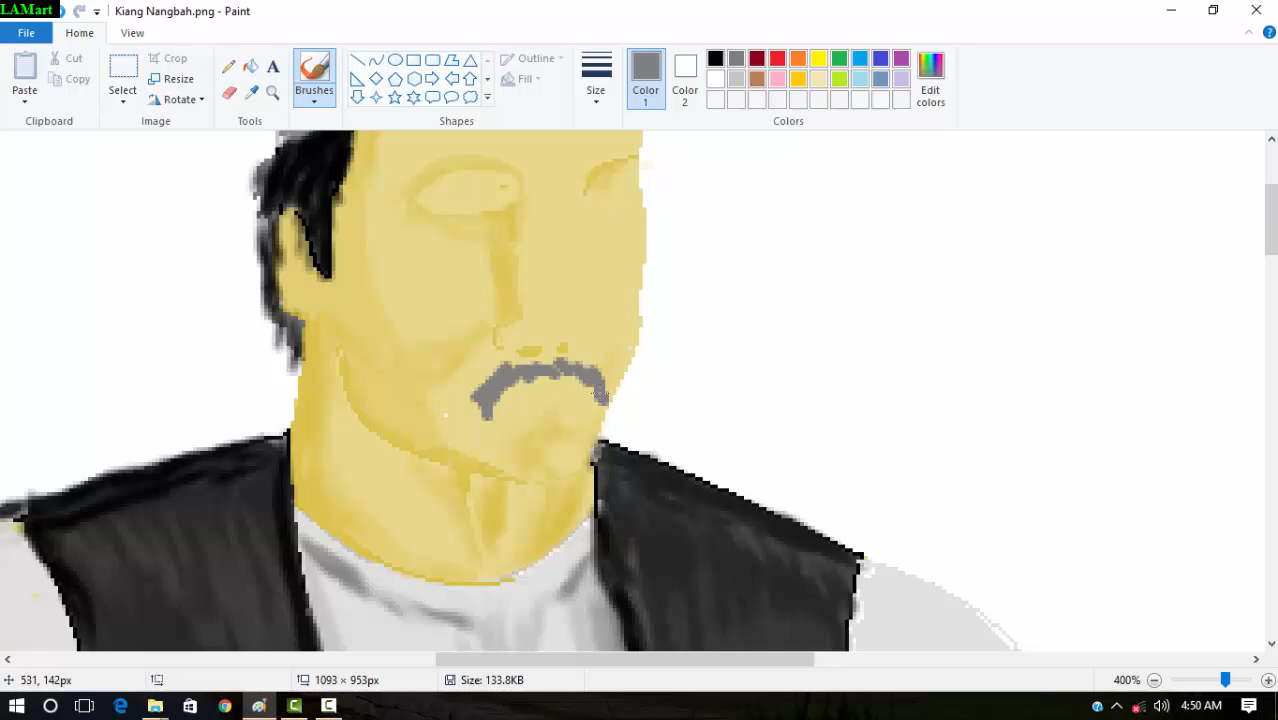 LAMart
Kiang Nangbah.png - Paint
File
Home
View
Paste
Cut
Copy
Clipboard
Select
Crop
Resize
Rotate
Image
A
Tools
Brushes
Outline
Fill
Shapes
Size
Color 1
Color 2
Edit colors
Colors
531, 142px
1093 × 953px
Size: 133.8KB
400%
4:50 AM